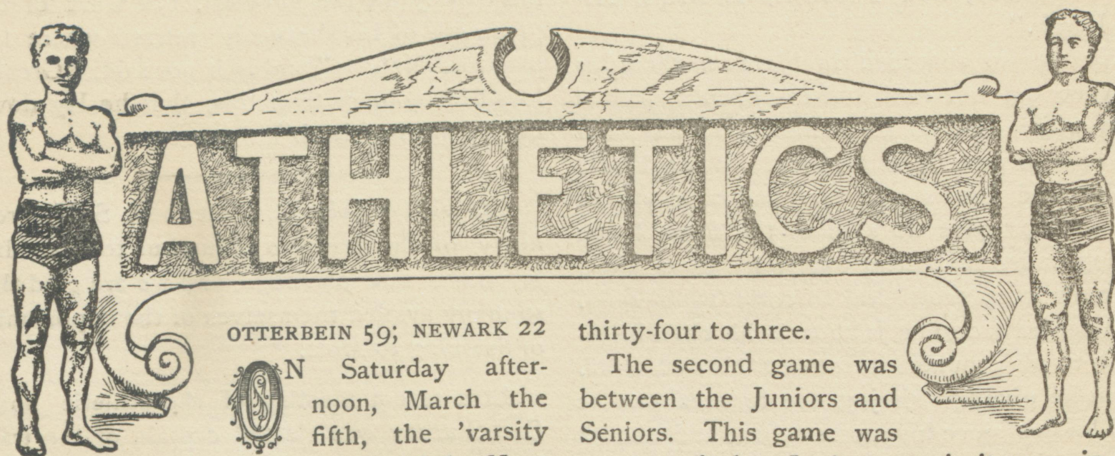 ATHLETICS.
OTTERBEIN 59; NEWARK 22
ON Saturday after-
noon, March the
fifth, the 'varsity
thirty-four to three.
The second game was
between the Juniors and
Seniors. This game was